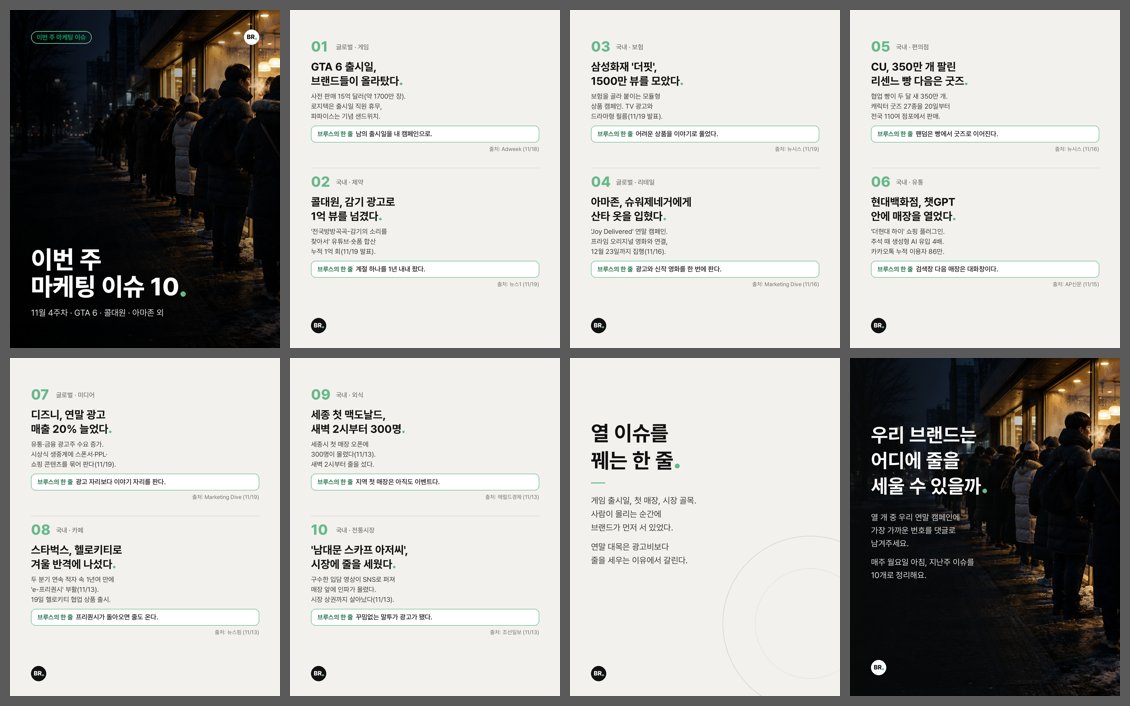 이번 주 마케팅 이슈
BR.
이번 주
마케팅 이슈 10.
11월 4주차 · GTA 6 · 콜대원 · 아마존 외
01 글로벌 · 게임
GTA 6 출시일,
브랜드들이 올라탔다.
사전 판매 15억 달러(약 1700만 장).
로지텍은 출시일 직원 휴무,
파파이스는 기념 샌드위치.
브루스의 한 줄 남의 출시일을 내 캠페인으로.
출처: Adweek (11/18)
02 국내 · 제약
콜대원, 감기 광고로
1억 뷰를 넘겼다.
'전국방방곡곡-감기의 소리를
찾아서' 유튜브·숏폼 합산
누적 1억 회(11/19 발표).
브루스의 한 줄 계절 하나를 1년 내내 팠다.
출처: 뉴스1 (11/19)
BR.
03 국내 · 보험
삼성화재 '더핏',
1500만 뷰를 모았다.
보험을 골라 붙이는 모듈형
상품 캠페인. TV 광고와
드라마형 필름(11/19 발표).
브루스의 한 줄 어려운 상품을 이야기로 풀었다.
출처: 뉴시스 (11/19)
04 글로벌 · 리테일
아마존, 슈워제네거에게
산타 옷을 입혔다.
'Joy Delivered' 연말 캠페인.
프라임 오리지널 영화와 연결,
12월 23일까지 집행(11/16).
브루스의 한 줄 광고와 신작 영화를 한 번에 판다.
출처: Marketing Dive (11/16)
BR.
05 국내 · 편의점
CU, 350만 개 팔린
리센느 빵 다음은 굿즈.
협업 빵이 두 달 새 350만 개.
캐릭터 굿즈 27종을 20일부터
전국 110여 점포에서 판매.
브루스의 한 줄 팬덤은 빵에서 굿즈로 이어진다.
출처: 뉴시스 (11/16)
06 국내 · 유통
현대백화점, 챗GPT
안에 매장을 열었다.
'더현대 하이' 쇼핑 플러그인.
추석 때 생성형 AI 유입 4배.
카카오톡 누적 이용자 86만.
브루스의 한 줄 검색창 다음 매장은 대화창이다.
출처: AP신문 (11/15)
BR.
07 글로벌 · 미디어
디즈니, 연말 광고
매출 20% 늘었다.
유통·금융 광고주 수요 증가.
시상식 생중계에 스폰서·PPL·
쇼핑 콘텐츠를 묶어 판다(11/19).
브루스의 한 줄 광고 자리보다 이야기 자리를 판다.
출처: Marketing Dive (11/19)
08 국내 · 카페
스타벅스, 헬로키티로
겨울 반격에 나섰다.
두 분기 연속 적자 속 1년여 만에
'e-프리퀀시' 부활(11/13).
19일 헬로키티 협업 상품 출시.
브루스의 한 줄 프리퀀시가 돌아오면 줄도 온다.
출처: 뉴스핌 (11/13)
BR.
09 국내 · 외식
세종 첫 맥도날드,
새벽 2시부터 300명.
세종시 첫 매장 오픈에
300명이 몰렸다(11/13).
새벽 2시부터 줄을 섰다.
브루스의 한 줄 지역 첫 매장은 아직도 이벤트다.
출처: 헤럴드경제 (11/13)
10 국내 · 전통시장
'남대문 스카프 아저씨',
시장에 줄을 세웠다.
구수한 입담 영상이 SNS로 퍼져
매장 앞에 인파가 몰렸다.
시장 상권까지 살아났다(11/13).
브루스의 한 줄 꾸밈없는 말투가 광고가 됐다.
출처: 조선일보 (11/13)
BR.
열 이슈를
꿰는 한 줄.
게임 출시일, 첫 매장, 시장 골목.
사람이 몰리는 순간에
브랜드가 먼저 서 있었다.
연말 대목은 광고비보다
줄을 세우는 이유에서 갈린다.
BR.
우리 브랜드는
어디에 줄을
세울 수 있을까.
열 개 중 우리 연말 캠페인에
가장 가까운 번호를 댓글로
남겨주세요.
매주 월요일 아침, 지난주 이슈를
10개로 정리해요.
BR.